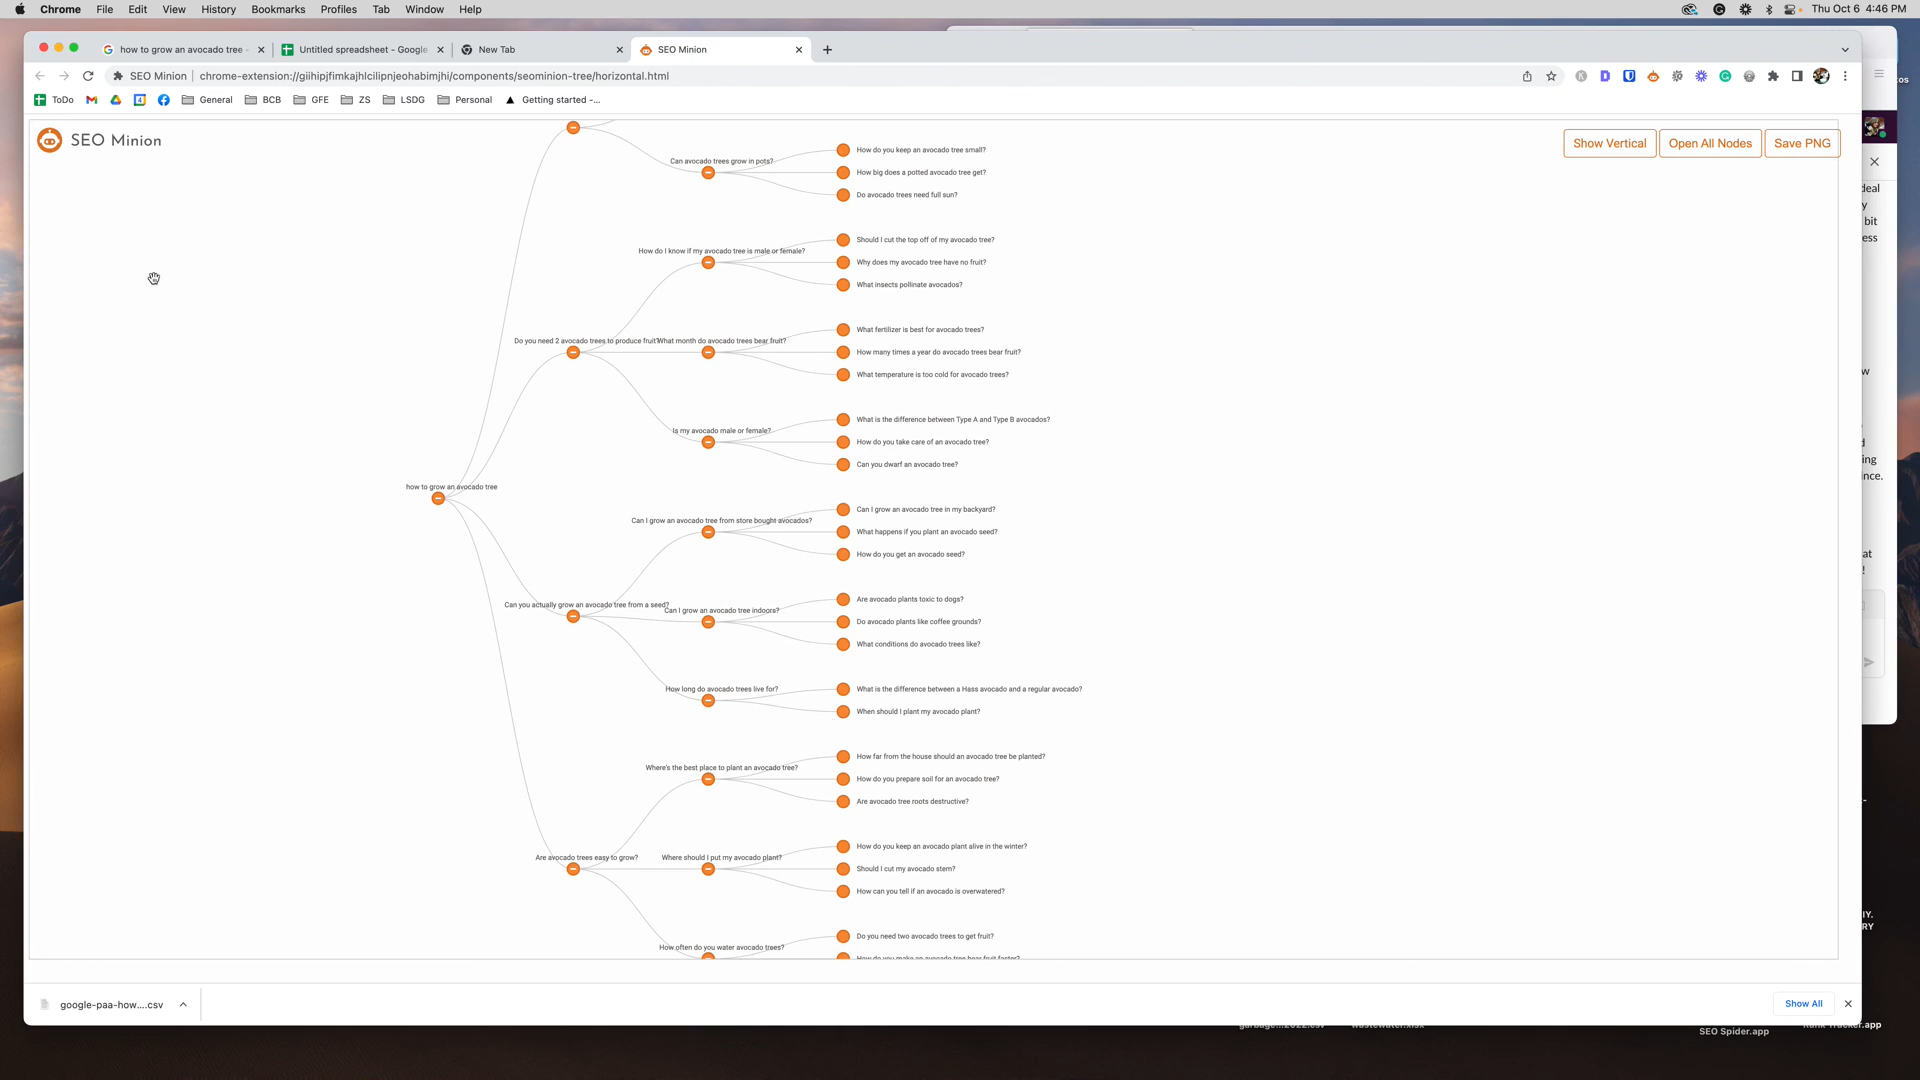 Chrome File Edit View History Bookmarks Profiles Tab Window Help
Thu Oct 6 4:46 PM
how to grow an avocado tree -
Untitled spreadsheet - Google
New Tab
SEO Minion
SEO Minion
chrome-extension://giihipjfimkajhlcilipnjeohabimjhi/components/seominion-tree/horizontal.html
ToDo General BCB GFE ZS LSDG Personal Getting started -...
SEO Minion
Show Vertical
Open All Nodes
Save PNG
How do you keep an avocado tree small?
Can avocado trees grow in pots?
How big does a potted avocado tree get?
Do avocado trees need full sun?
Should I cut the top off of my avocado tree?
How do I know if my avocado tree is male or female?
Why does my avocado tree have no fruit?
What insects pollinate avocados?
What fertilizer is best for avocado trees?
Do you need 2 avocado trees to produce fruit?
What month do avocado trees bear fruit?
How many times a year do avocado trees bear fruit?
What temperature is too cold for avocado trees?
What is the difference between Type A and Type B avocados?
Is my avocado male or female?
How do you take care of an avocado tree?
Can you dwarf an avocado tree?
how to grow an avocado tree
Can I grow an avocado tree in my backyard?
Can I grow an avocado tree from store bought avocados?
What happens if you plant an avocado seed?
How do you get an avocado seed?
Are avocado plants toxic to dogs?
Can you actually grow an avocado tree from a seed?
Can I grow an avocado tree indoors?
Do avocado plants like coffee grounds?
What conditions do avocado trees like?
How long do avocado trees live for?
What is the difference between a Hass avocado and a regular avocado?
When should I plant my avocado plant?
How far from the house should an avocado tree be planted?
Where's the best place to plant an avocado tree?
How do you prepare soil for an avocado tree?
Are avocado tree roots destructive?
How do you keep an avocado plant alive in the winter?
Are avocado trees easy to grow?
Where should I put my avocado plant?
Should I cut my avocado stem?
How can you tell if an avocado is overwatered?
Do you need two avocado trees to get fruit?
How often do you water avocado trees?
How do you make an avocado tree bear fruit faster?
google-paa-how....csv
Show All
SEO Spider.app